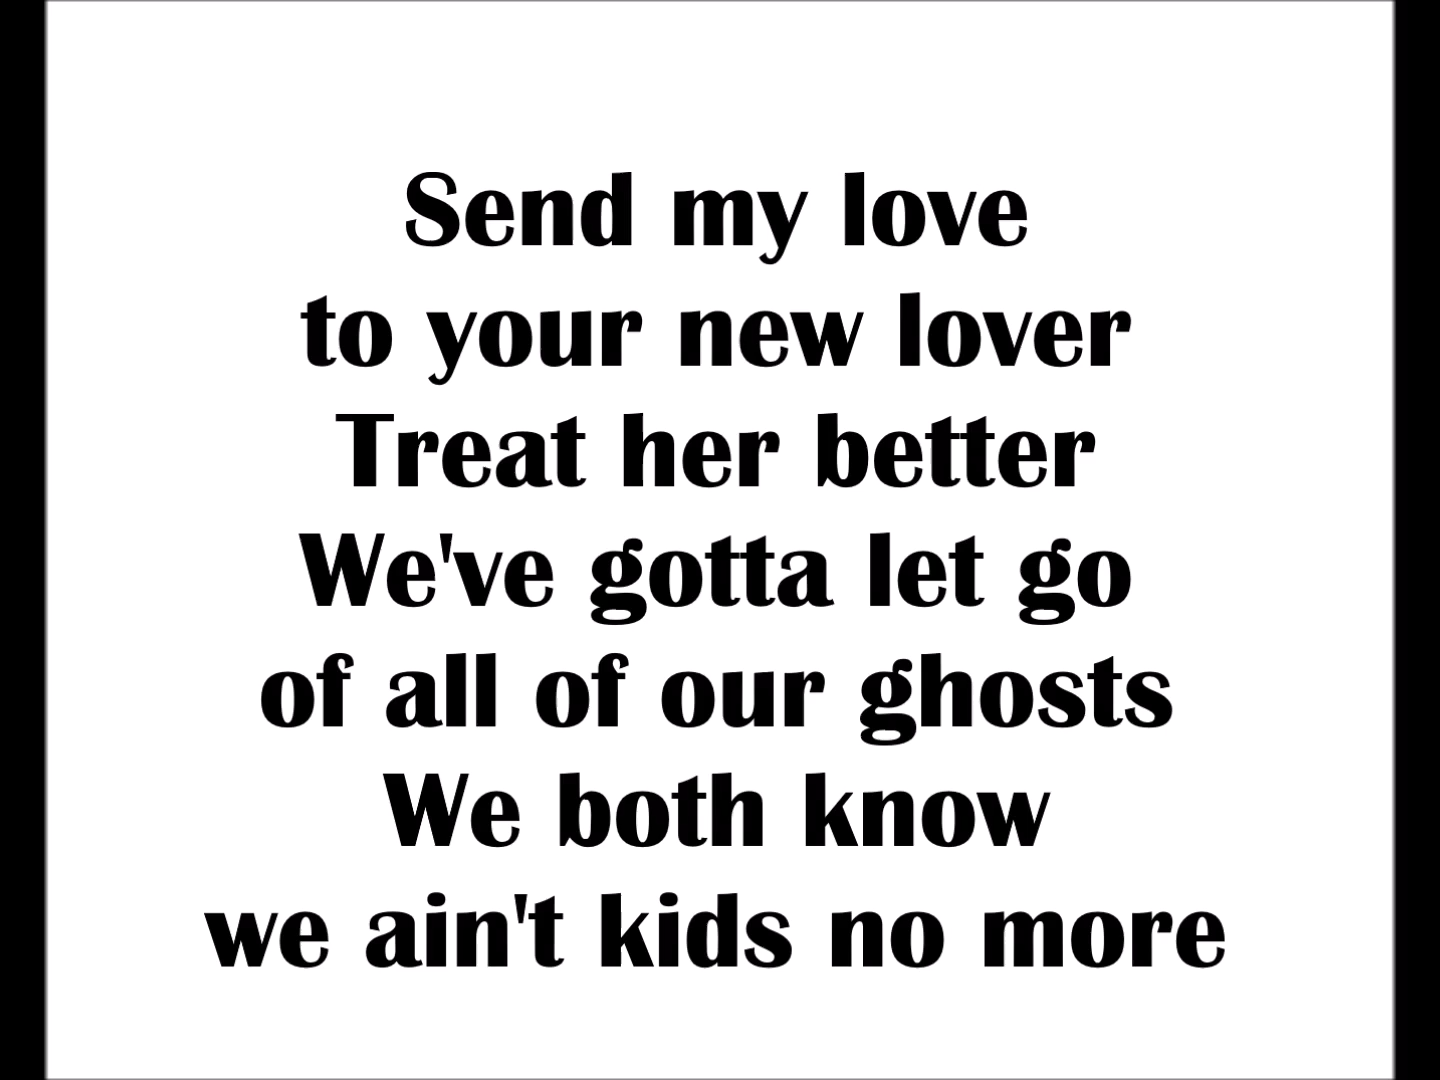 Send my love
to your new lover
Treat her better
We've gotta let go
of all of our ghosts
We both know
we ain't kids no more